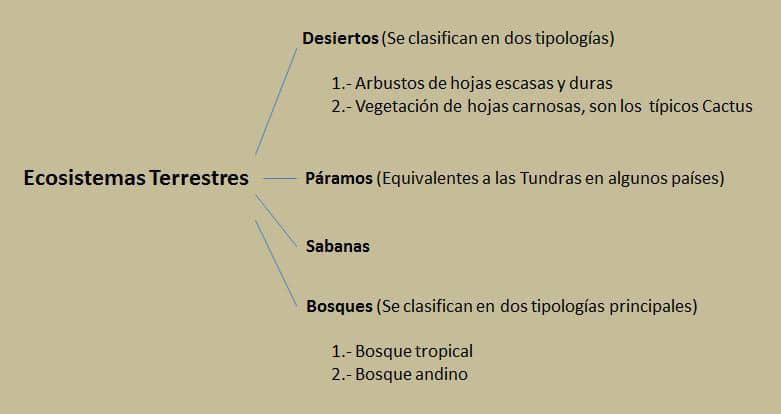 Desiertos (Se clasifican en dos tipologías)
1.- Arbustos de hojas escasas y duras
2.- Vegetación de hojas carnosas, son los típicos Cactus
Ecosistemas Terrestres
Páramos (Equivalentes a las Tundras en algunos países)
Sabanas
Bosques (Se clasifican en dos tipologías principales)
1.- Bosque tropical
2.- Bosque andino